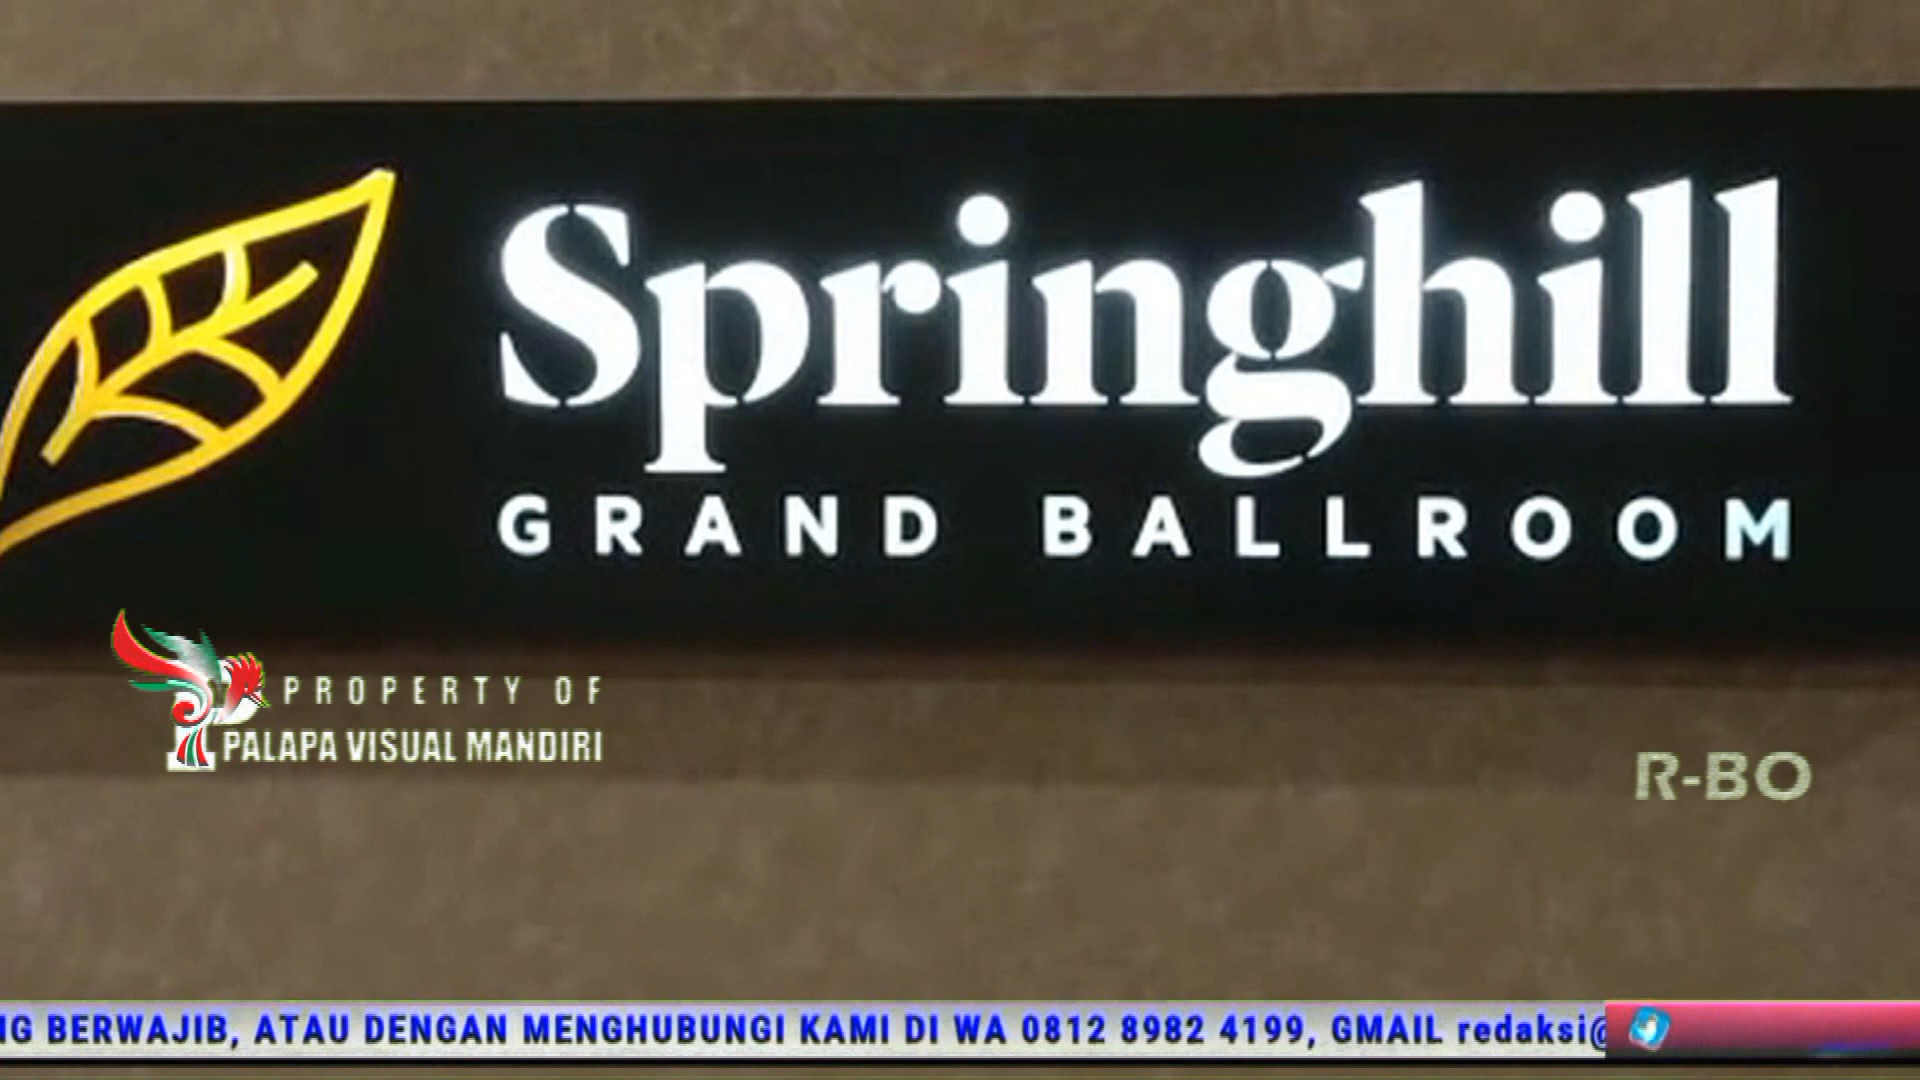 Springhill
GRAND BALLROOM
PROPERTY OF
PALAPA VISUAL MANDIRI
R-BO
BERWAJIB, ATAU DENGAN MENGHUBUNGI KAMI DI WA 0812 8982 4199, GMAIL redaksi@